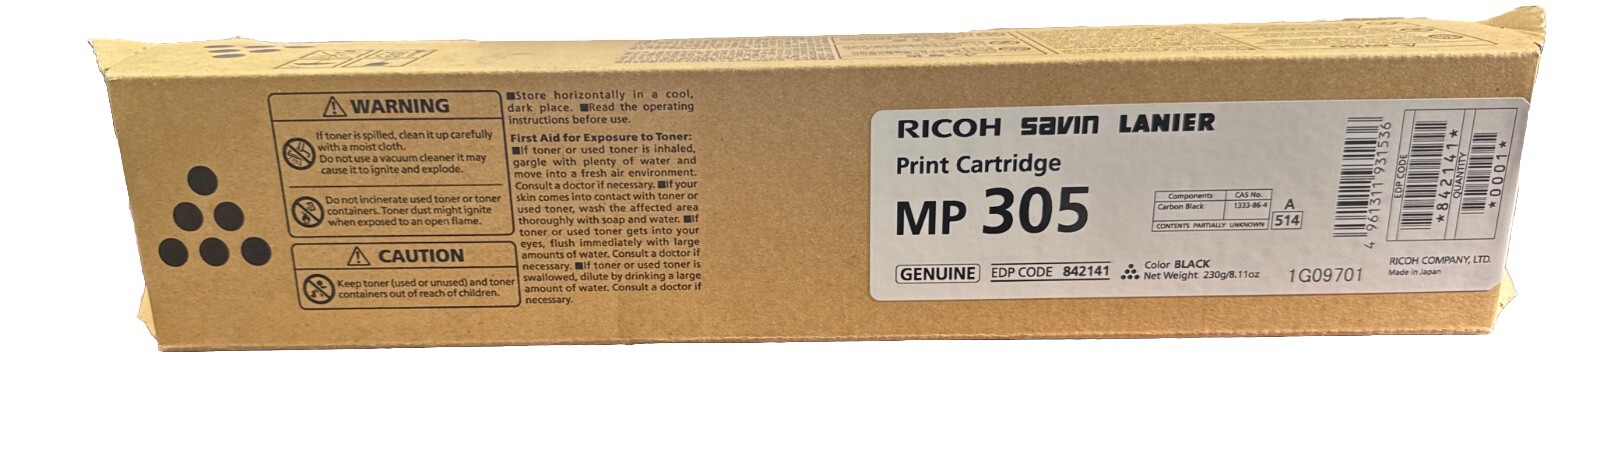 WARNING
If toner is spilled, clean it up carefully
with a moist cloth.
Do not use a vacuum cleaner it may
cause it to ignite and explode.
Do not incinerate used toner or toner
containers. Toner dust might ignite
when exposed to an open flame.
CAUTION
Keep toner (used or unused) and toner
containers out of reach of children.
■Store horizontally in a cool,
dark place. ■Read the operating
instructions before use.
First Aid for Exposure to Toner:
■If toner or used toner is inhaled,
gargle with plenty of water and
move into a fresh air environment.
Consult a doctor if necessary. ■If your
skin comes into contact with toner or
used toner, wash the affected area
thoroughly with soap and water. ■If
toner or used toner gets into your
eyes, flush immediately with large
amounts of water. Consult a doctor if
necessary. ■If toner or used toner is
swallowed, dilute by drinking a large
amount of water. Consult a doctor if
necessary.
RICOH savin LANIER
Print Cartridge
MP 305
Components CAS No.
Carbon Black 1333-86-4
CONTENTS PARTIALLY UNKNOWN
A
514
GENUINE
EDP CODE 842141
Color BLACK
Net Weight 230g/8.11oz
1G09701
4 961311 931536
EDP CODE
*842141*
QUANTITY
*0001*
RICOH COMPANY, LTD.
Made in Japan